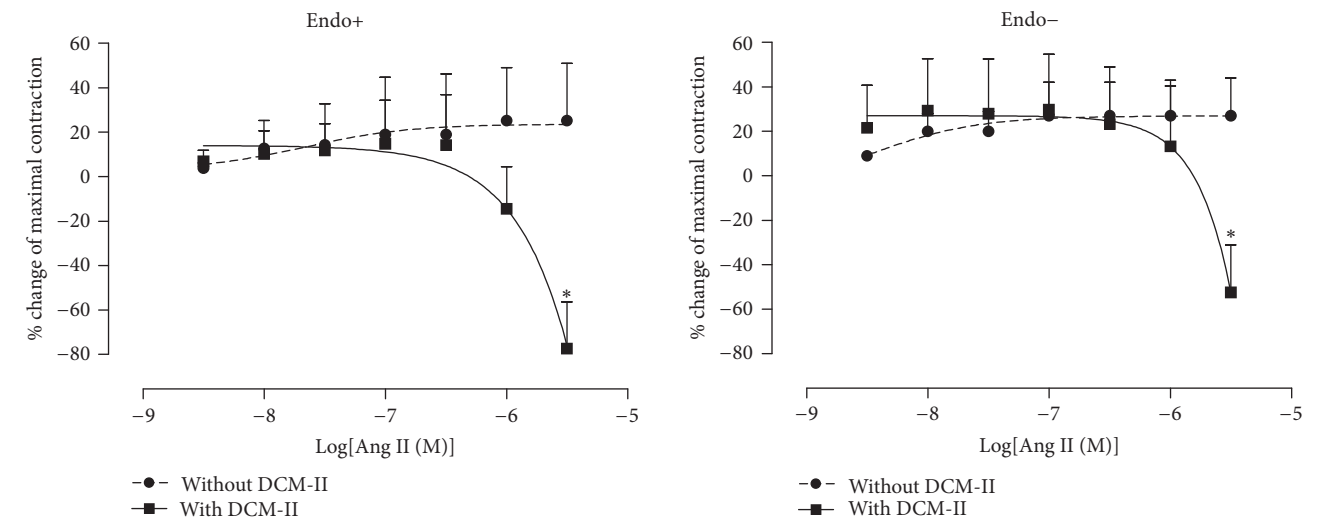 Endo+
% change of maximal contraction
60
40
20
0
−20
−40
−60
−80
*
−9
−8
−7
−6
−5
Log[Ang II (M)]
Without DCM-II
With DCM-II
Endo−
% change of maximal contraction
60
40
20
0
−20
−40
−60
−80
*
−9
−8
−7
−6
−5
Log[Ang II (M)]
Without DCM-II
With DCM-II